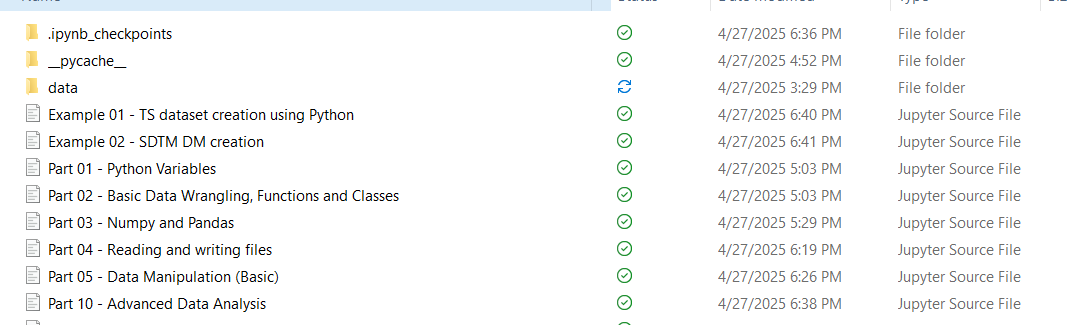 .ipynb_checkpoints 4/27/2025 6:36 PM File folder
__pycache__ 4/27/2025 4:52 PM File folder
data 4/27/2025 3:29 PM File folder
Example 01 - TS dataset creation using Python 4/27/2025 6:40 PM Jupyter Source File
Example 02 - SDTM DM creation 4/27/2025 6:41 PM Jupyter Source File
Part 01 - Python Variables 4/27/2025 5:03 PM Jupyter Source File
Part 02 - Basic Data Wrangling, Functions and Classes 4/27/2025 5:03 PM Jupyter Source File
Part 03 - Numpy and Pandas 4/27/2025 5:29 PM Jupyter Source File
Part 04 - Reading and writing files 4/27/2025 6:19 PM Jupyter Source File
Part 05 - Data Manipulation (Basic) 4/27/2025 6:26 PM Jupyter Source File
Part 10 - Advanced Data Analysis 4/27/2025 6:38 PM Jupyter Source File